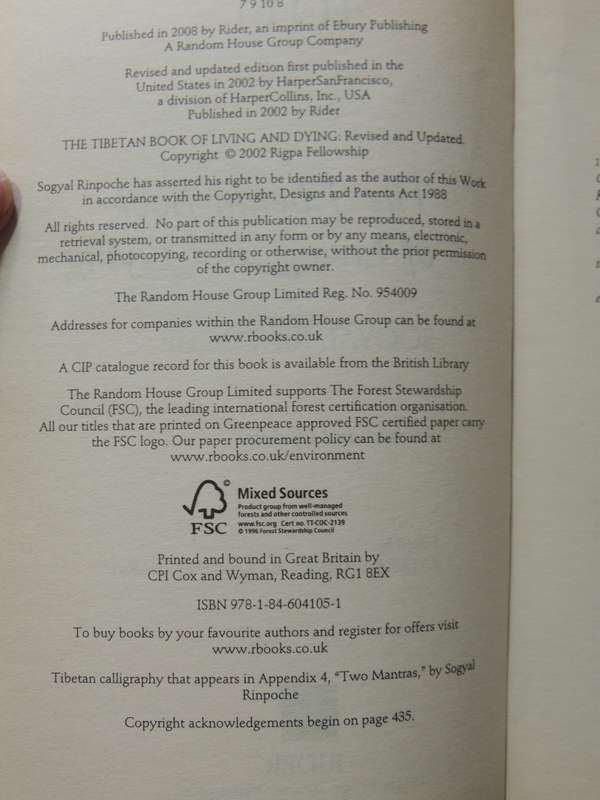 7 9 10 8
Published in 2008 by Rider, an imprint of Ebury Publishing
A Random House Group Company
Revised and updated edition first published in the
United States in 2002 by HarperSanFrancisco,
a division of HarperCollins, Inc., USA
Published in 2002 by Rider
THE TIBETAN BOOK OF LIVING AND DYING: Revised and Updated.
Copyright © 2002 Rigpa Fellowship
Sogyal Rinpoche has asserted his right to be identified as the author of this Work
in accordance with the Copyright, Designs and Patents Act 1988
All rights reserved. No part of this publication may be reproduced, stored in a
retrieval system, or transmitted in any form or by any means, electronic,
mechanical, photocopying, recording or otherwise, without the prior permission
of the copyright owner.
The Random House Group Limited Reg. No. 954009
Addresses for companies within the Random House Group can be found at
www.rbooks.co.uk
A CIP catalogue record for this book is available from the British Library
The Random House Group Limited supports The Forest Stewardship
Council (FSC), the leading international forest certification organisation.
All our titles that are printed on Greenpeace approved FSC certified paper carry
the FSC logo. Our paper procurement policy can be found at
www.rbooks.co.uk/environment
Mixed Sources
Product group from well-managed
forests and other controlled sources
www.fsc.org Cert no. TT-COC-2139
© 1996 Forest Stewardship Council
FSC
Printed and bound in Great Britain by
CPI Cox and Wyman, Reading, RG1 8EX
ISBN 978-1-84-604105-1
To buy books by your favourite authors and register for offers visit
www.rbooks.co.uk
Tibetan calligraphy that appears in Appendix 4, “Two Mantras,” by Sogyal
Rinpoche
Copyright acknowledgements begin on page 435.